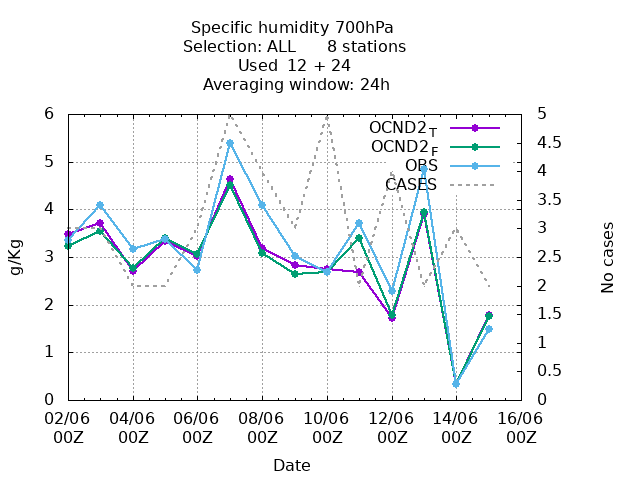 Specific humidity 700hPa
Selection: ALL 8 stations
Used 12 + 24
Averaging window: 24h
6
5
4
3
2
1
0
g/Kg
OCND2 T
OCND2 F
OBS
CASES
5
4.5
4
3.5
3
2.5
2
1.5
1
0.5
0
No cases
02/06 04/06 06/06 08/06 10/06 12/06 14/06 16/06
00Z 00Z 00Z 00Z 00Z 00Z 00Z 00Z
Date